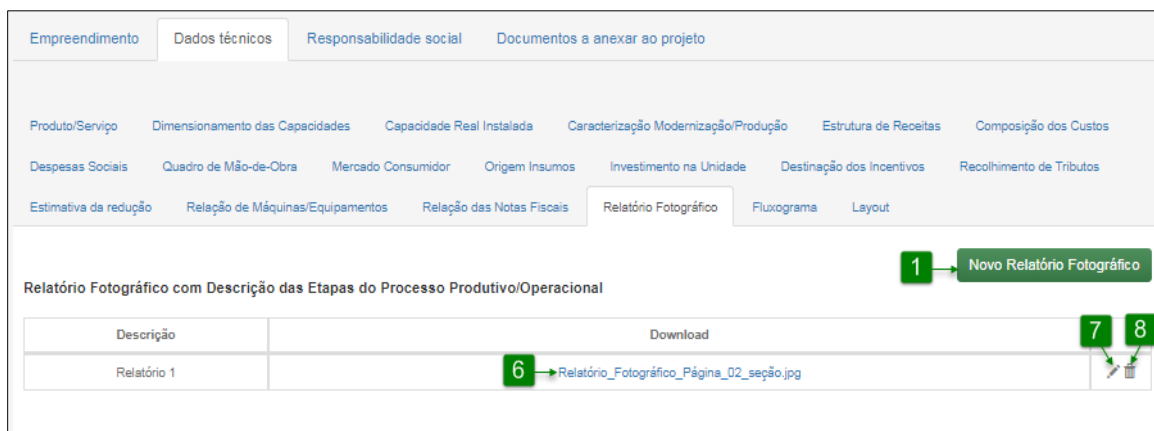 Empreendimento Dados técnicos Responsabilidade social Documentos a anexar ao projeto
Produto/Serviço Dimensionamento das Capacidades Capacidade Real Instalada Caracterização Modernização/Produção Estrutura de Receitas Composição dos Custos
Despesas Sociais Quadro de Mão-de-Obra Mercado Consumidor Origem Insumos Investimento na Unidade Destinação dos Incentivos Recolhimento de Tributos
Estimativa da redução Relação de Máquinas/Equipamentos Relação das Notas Fiscais Relatório Fotográfico Fluxograma Layout
1 Novo Relatório Fotográfico
Relatório Fotográfico com Descrição das Etapas do Processo Produtivo/Operacional
Descrição Download 7 8
Relatório 1 6 Relatório_Fotográfico_Página_02_seção.jpg